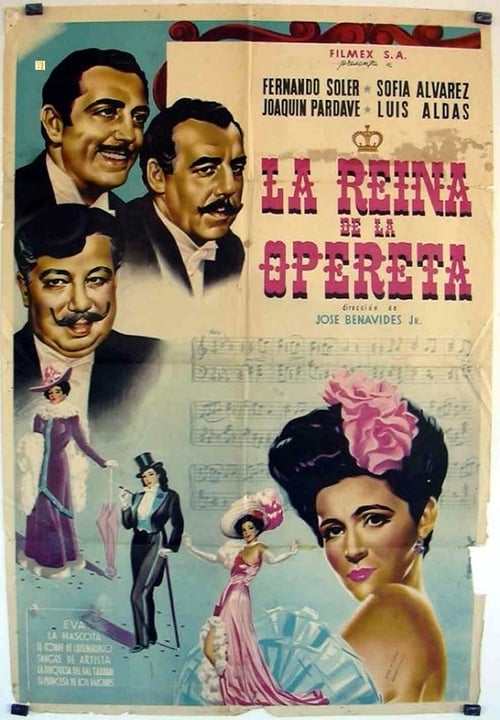 FILMEX S.A.
presenta a
FERNANDO SOLER ★ SOFIA ALVAREZ
JOAQUIN PARDAVE ★ LUIS ALDAS
LA REINA
DE LA
OPERETA
dirección de
JOSE BENAVIDES JR.
EVA
LA MASCOTA
EL CONDE DE LUXEMBURGO
SANGRE DE ARTISTA
LA DUQUESA DEL BAL TABARIN
LA PRINCESA DE LOS BALCANES